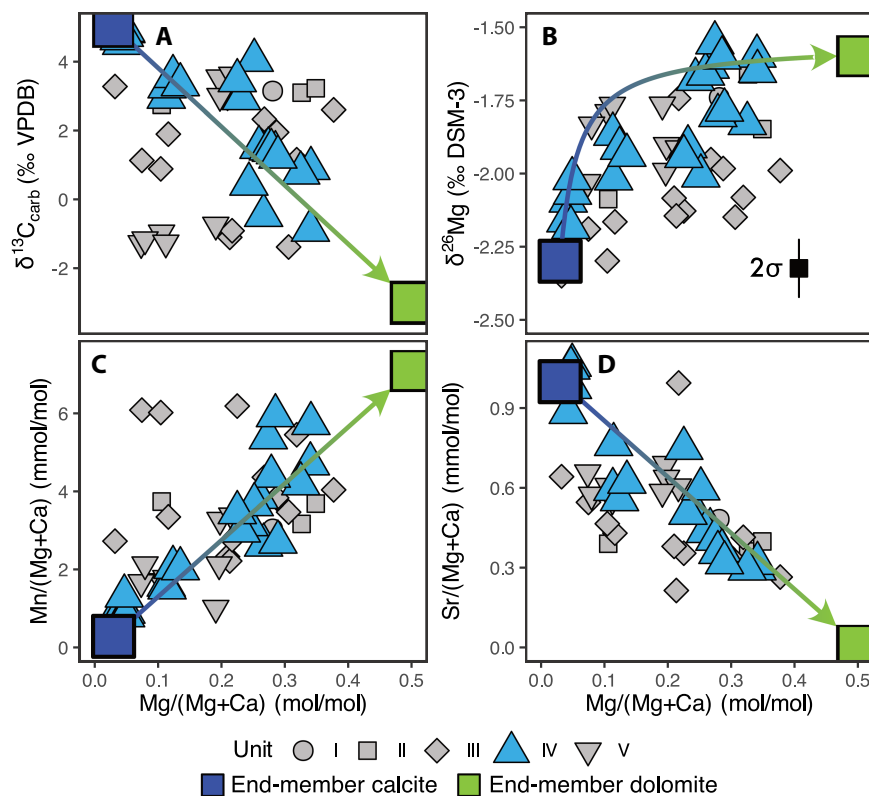 A
4
2
0
-2
δ¹³C_carb (‰ VPDB)
B
-1.50
-1.75
-2.00
-2.25
-2.50
δ²⁶Mg (‰ DSM-3)
2σ
C
6
4
2
0
Mn/(Mg+Ca) (mmol/mol)
0.0 0.1 0.2 0.3 0.4 0.5
Mg/(Mg+Ca) (mol/mol)
D
0.9
0.6
0.3
0.0
Sr/(Mg+Ca) (mmol/mol)
0.0 0.1 0.2 0.3 0.4 0.5
Mg/(Mg+Ca) (mol/mol)
Unit I II III IV V
End-member calcite End-member dolomite